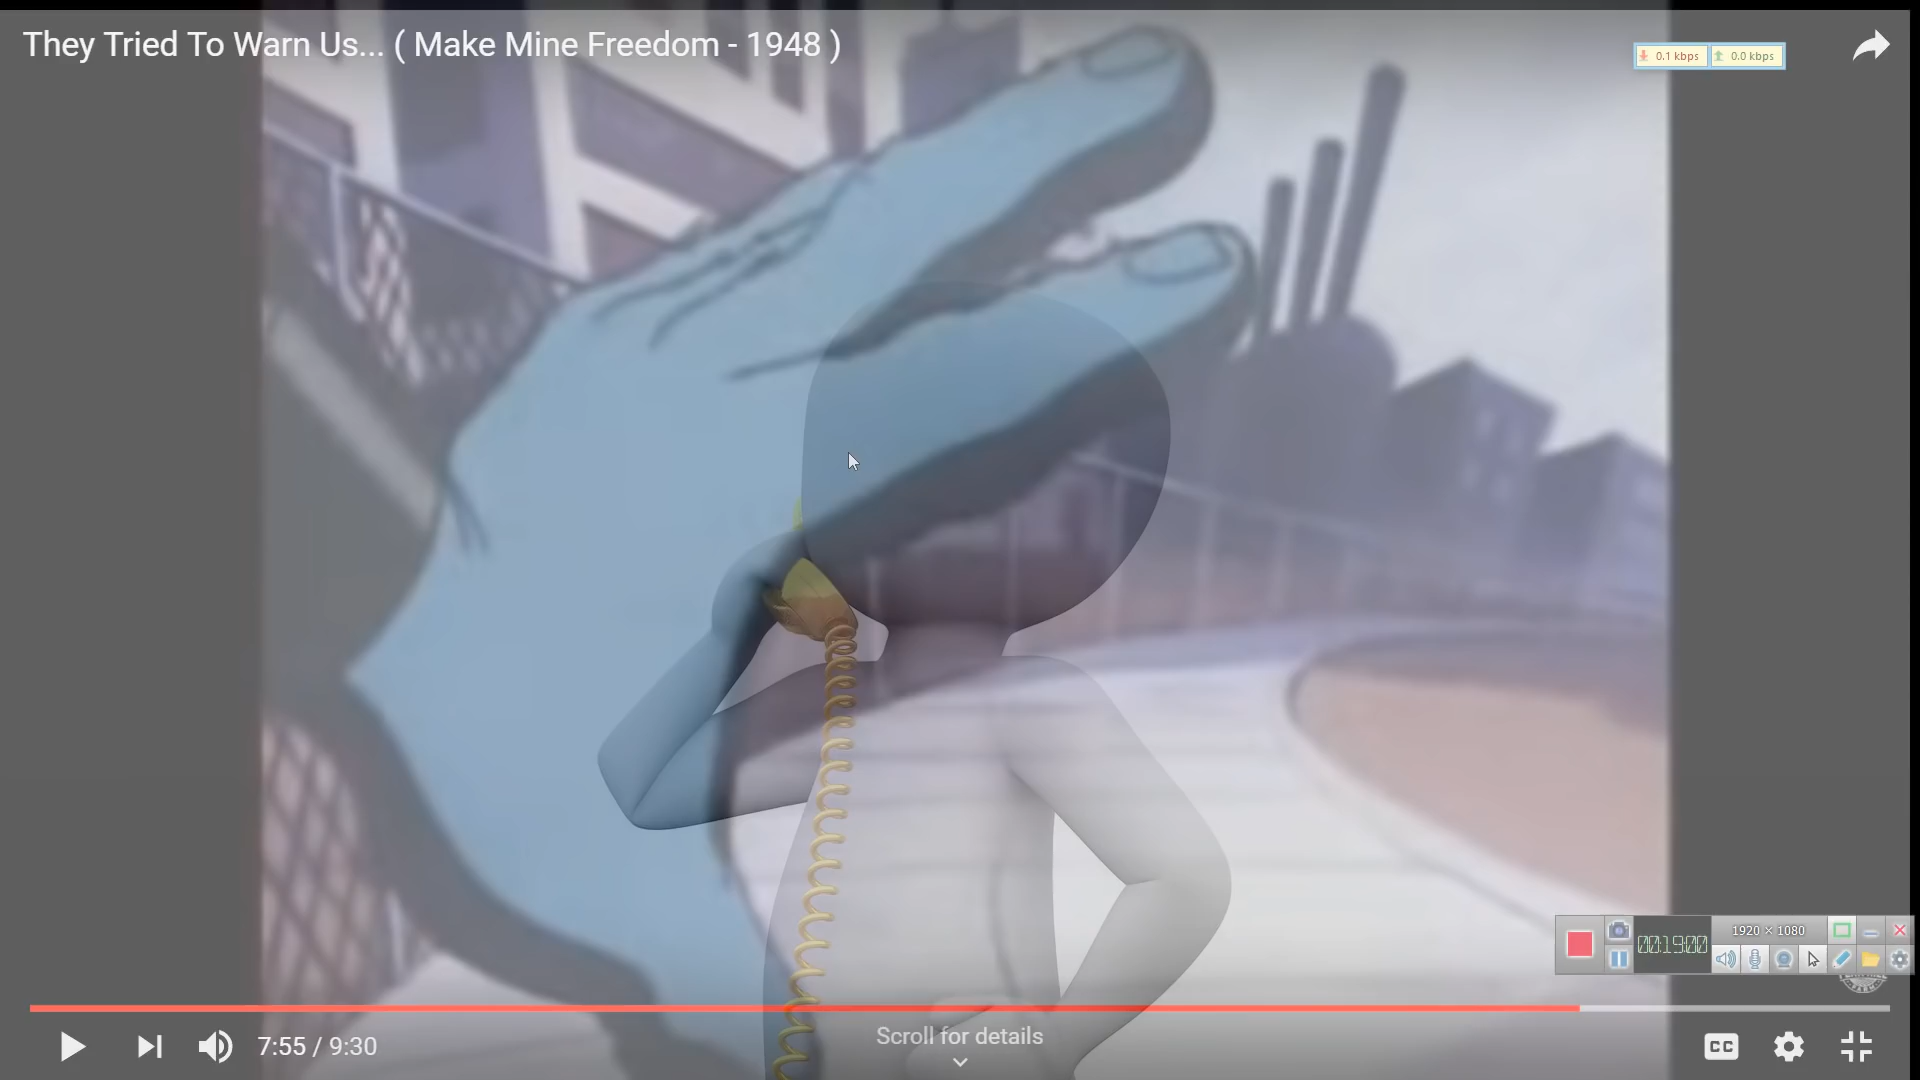 They Tried To Warn Us... ( Make Mine Freedom - 1948 )
0.1 kbps
0.0 kbps
1920 × 1080
00:19:00
7:55 / 9:30
Scroll for details
CC